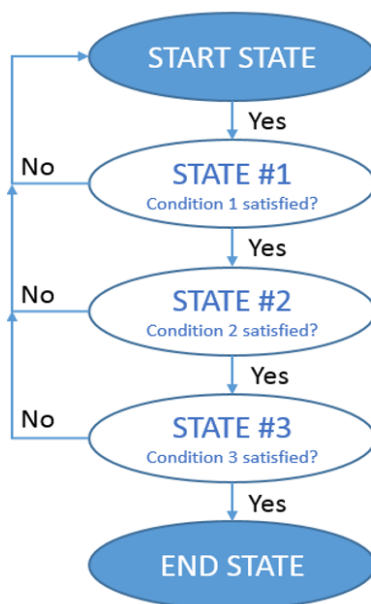 START STATE
Yes
No
STATE #1
Condition 1 satisfied?
Yes
No
STATE #2
Condition 2 satisfied?
Yes
No
STATE #3
Condition 3 satisfied?
Yes
END STATE